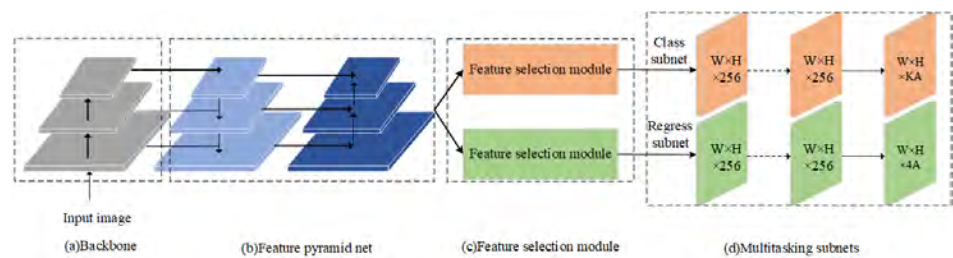 Feature selection module
Feature selection module
Class
subnet
W×H
×256
W×H
×256
W×H
×KA
Regress
subnet
W×H
×256
W×H
×256
W×H
×4A
Input image
(a)Backbone
(b)Feature pyramid net
(c)Feature selection module
(d)Multitasking subnets